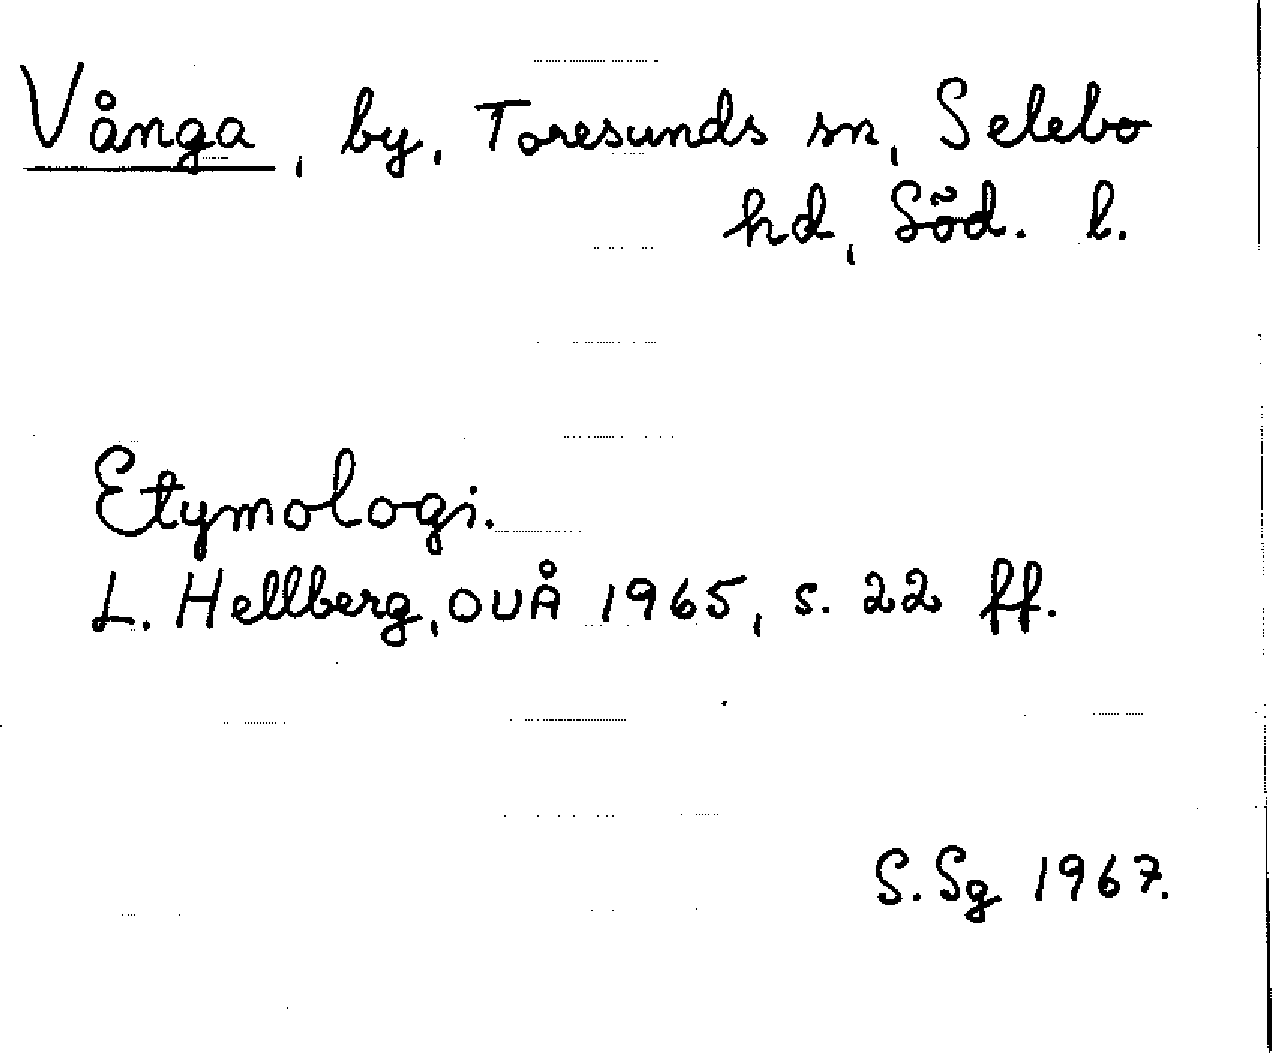 Vånga, by, Toresunds sn, Selebo
hd, Söd. l.
Etymologi.
L. Hellberg, OUÅ 1965, s. 22 ff.
S. Sg 1967.